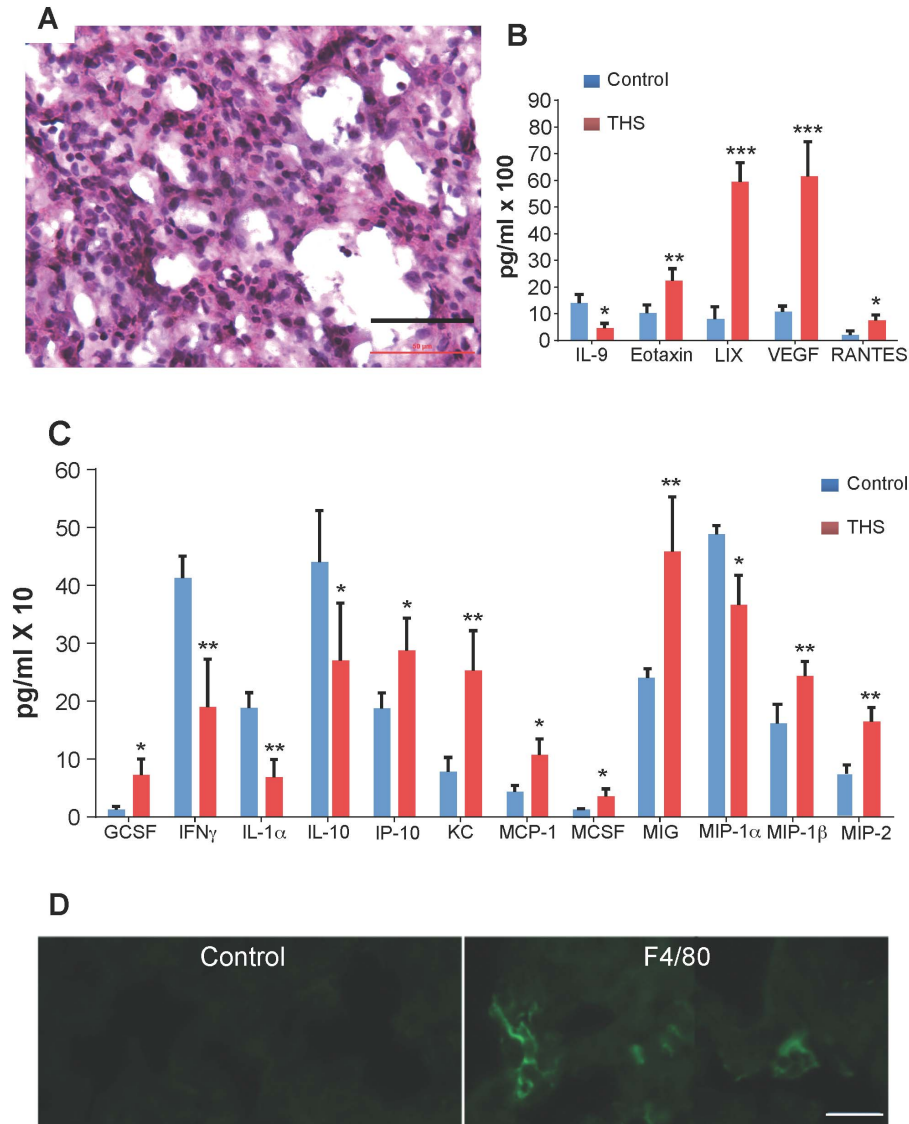 A
B
Control
THS
pg/ml x 100
90
80
70
60
50
40
30
20
10
0
*
**
***
***
*
IL-9 Eotaxin LIX VEGF RANTES
C
Control
THS
pg/ml X 10
60
50
40
30
20
10
0
*
**
**
*
*
**
*
*
**
*
**
**
GCSF IFNγ IL-1α IL-10 IP-10 KC MCP-1 MCSF MIG MIP-1α MIP-1β MIP-2
D
Control
F4/80